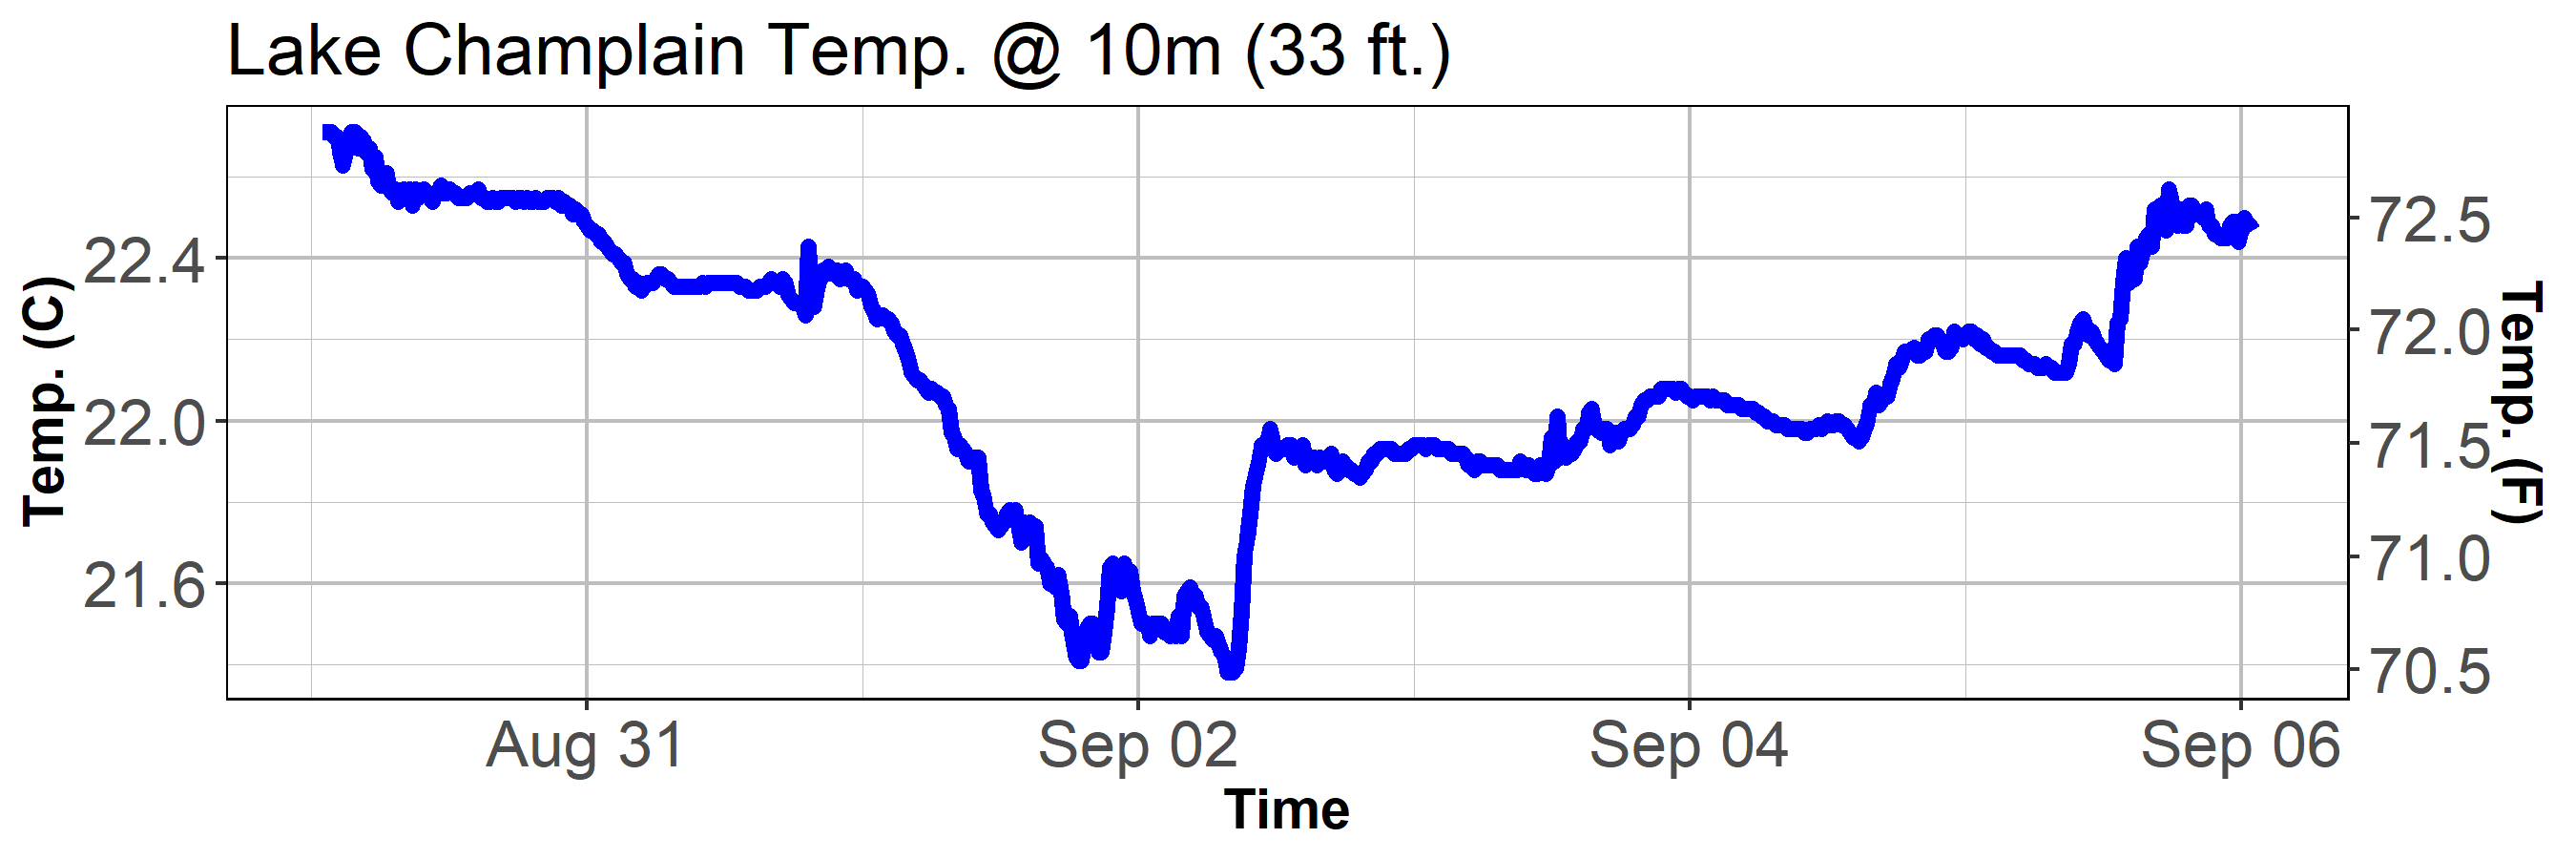 Lake Champlain Temp. @ 10m (33 ft.)
Temp. (C)
22.4
22.0
21.6
72.5
72.0
71.5
71.0
70.5
Temp. (F)
Aug 31
Sep 02
Sep 04
Sep 06
Time